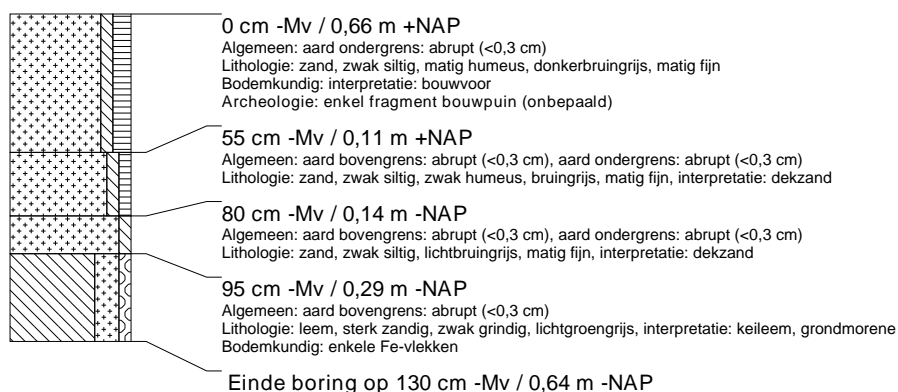 0 cm -Mv / 0,66 m +NAP
Algemeen: aard ondergrens: abrupt (<0,3 cm)
Lithologie: zand, zwak siltig, matig humeus, donkerbruingrijs, matig fijn
Bodemkundig: interpretatie: bouwvoor
Archeologie: enkel fragment bouwpuin (onbepaald)
55 cm -Mv / 0,11 m +NAP
Algemeen: aard bovengrens: abrupt (<0,3 cm), aard ondergrens: abrupt (<0,3 cm)
Lithologie: zand, zwak siltig, zwak humeus, bruingrijs, matig fijn, interpretatie: dekzand
80 cm -Mv / 0,14 m -NAP
Algemeen: aard bovengrens: abrupt (<0,3 cm), aard ondergrens: abrupt (<0,3 cm)
Lithologie: zand, zwak siltig, lichtbruingrijs, matig fijn, interpretatie: dekzand
95 cm -Mv / 0,29 m -NAP
Algemeen: aard bovengrens: abrupt (<0,3 cm)
Lithologie: leem, sterk zandig, zwak grindig, lichtgroengrijs, interpretatie: keileem, grondmorene
Bodemkundig: enkele Fe-vlekken
Einde boring op 130 cm -Mv / 0,64 m -NAP